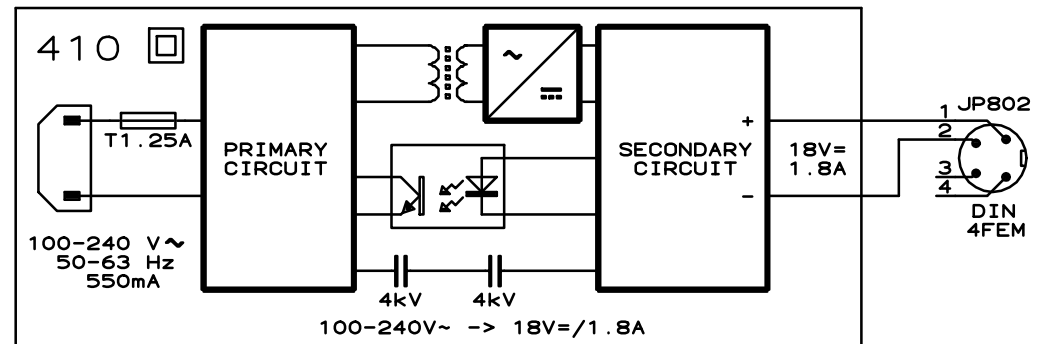 410
T1.25A
PRIMARY
CIRCUIT
100-240 V~
50-63 Hz
550mA
~
4kV
4kV
SECONDARY
CIRCUIT
+
-
18V=
1.8A
1
2
3
4
JP802
DIN
4FEM
100-240V~ -> 18V=/1.8A